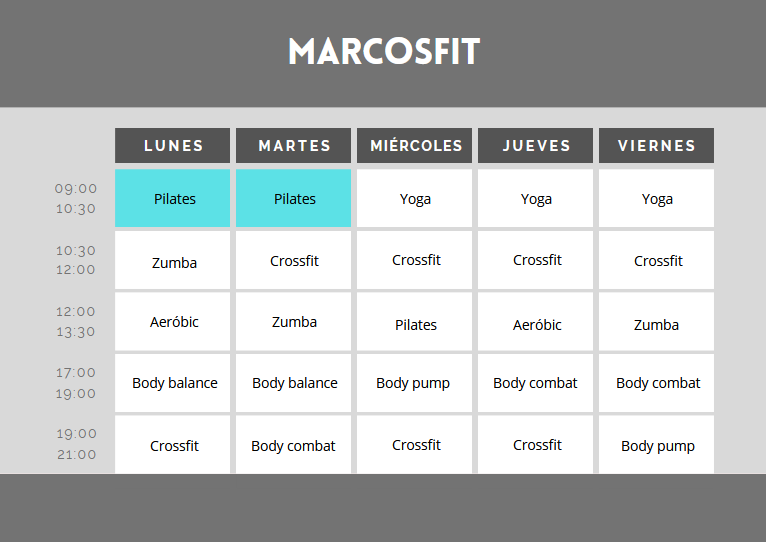 MARCOSFIT
LUNES MARTES MIÉRCOLES JUEVES VIERNES
09:00
10:30
Pilates Pilates Yoga Yoga Yoga
10:30
12:00
Zumba Crossfit Crossfit Crossfit Crossfit
12:00
13:30
Aeróbic Zumba Pilates Aeróbic Zumba
17:00
19:00
Body balance Body balance Body pump Body combat Body combat
19:00
21:00
Crossfit Body combat Crossfit Crossfit Body pump